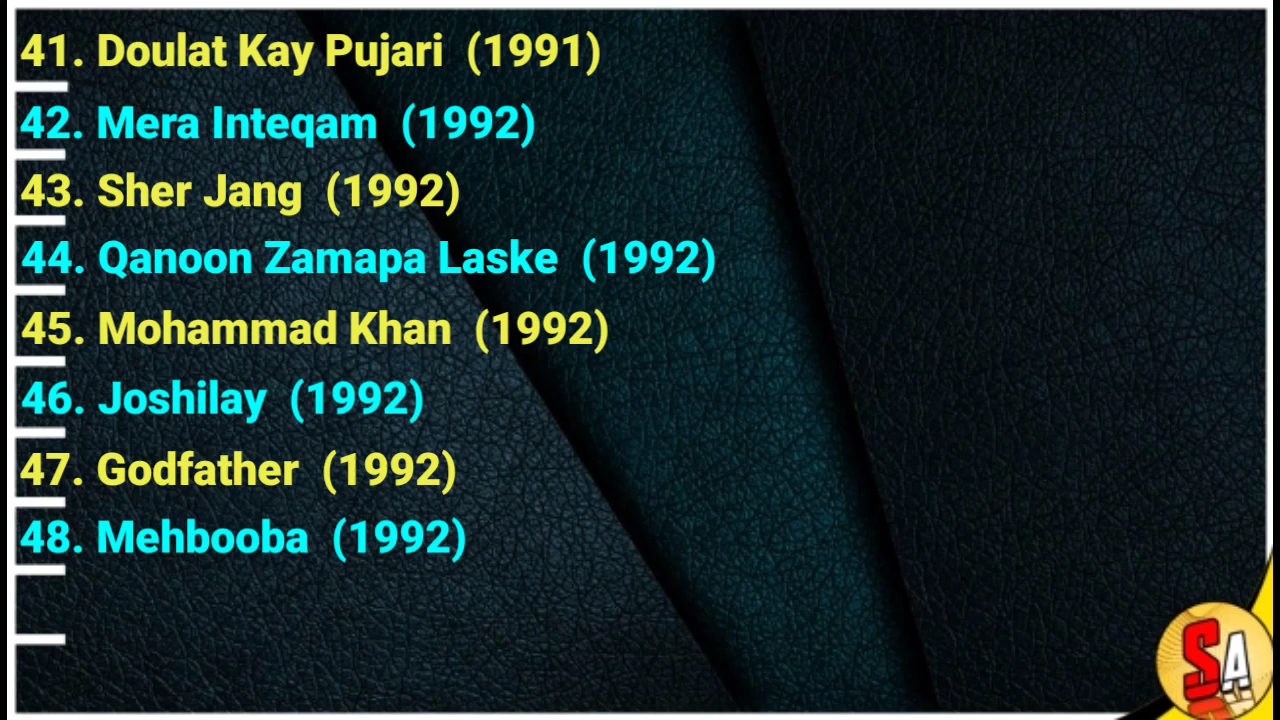 41. Doulat Kay Pujari (1991)
42. Mera Inteqam (1992)
43. Sher Jang (1992)
44. Qanoon Zamapa Laske (1992)
45. Mohammad Khan (1992)
46. Joshilay (1992)
47. Godfather (1992)
48. Mehbooba (1992)
SA